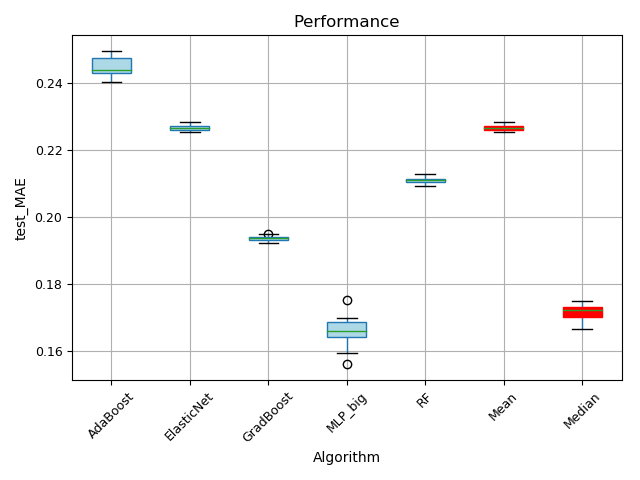 Performance
test_MAE
0.24
0.22
0.20
0.18
0.16
AdaBoost
ElasticNet
GradBoost
MLP_big
RF
Mean
Median
Algorithm